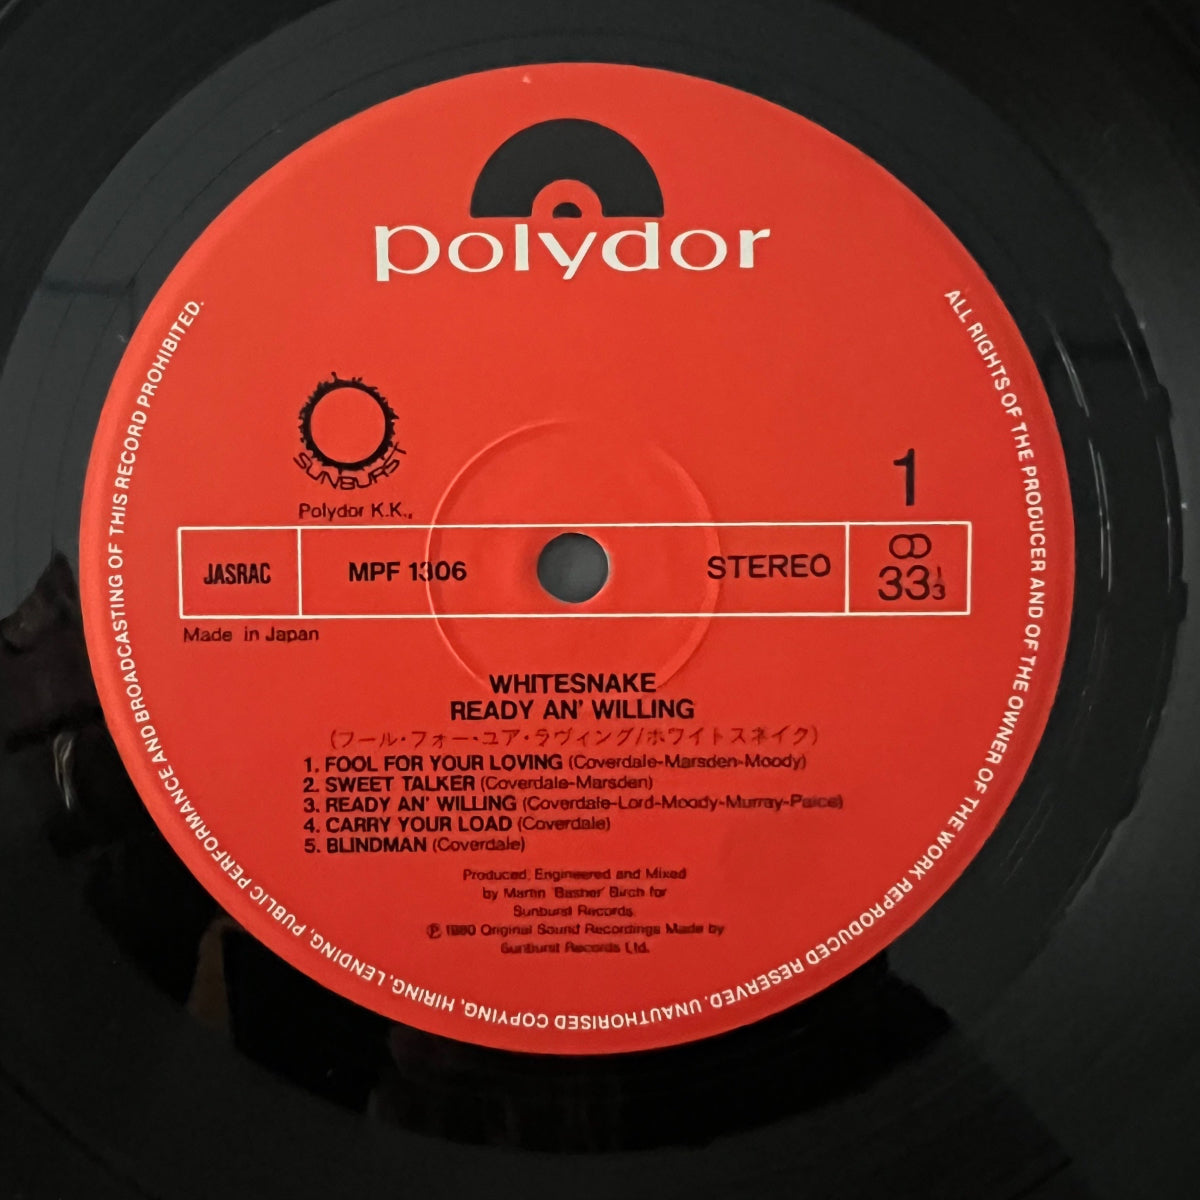 polydor
SUNBURST
Polydor K.K.
1
JASRAC
MPF 1306
STEREO
33 1/3
Made in Japan
WHITESNAKE
READY AN' WILLING
(フール・フォー・ユア・ラヴィング/ホワイトスネイク)
1. FOOL FOR YOUR LOVING (Coverdale-Marsden-Moody)
2. SWEET TALKER (Coverdale-Marsden)
3. READY AN' WILLING (Coverdale-Lord-Moody-Murray-Paice)
4. CARRY YOUR LOAD (Coverdale)
5. BLINDMAN (Coverdale)
Produced, Engineered and Mixed
by Martin 'Basher' Birch for
Sunburst Records
℗ 1980 Original Sound Recordings Made by
Sunburst Records Ltd.
ALL RIGHTS OF THE PRODUCER AND OF THE OWNER OF THE WORK REPRODUCED RESERVED. UNAUTHORISED COPYING, HIRING, LENDING, PUBLIC PERFORMANCE AND BROADCASTING OF THIS RECORD PROHIBITED.